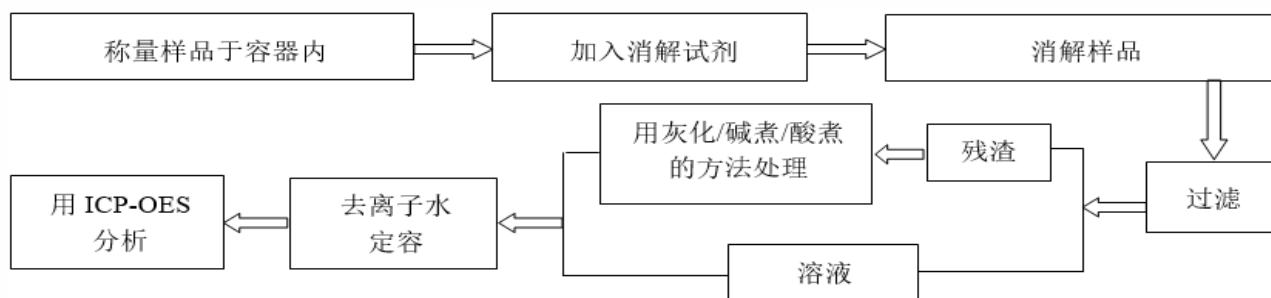 称量样品于容器内
加入消解试剂
消解样品
用灰化/碱煮/酸煮
的方法处理
残渣
过滤
用 ICP-OES
分析
去离子水
定容
溶液